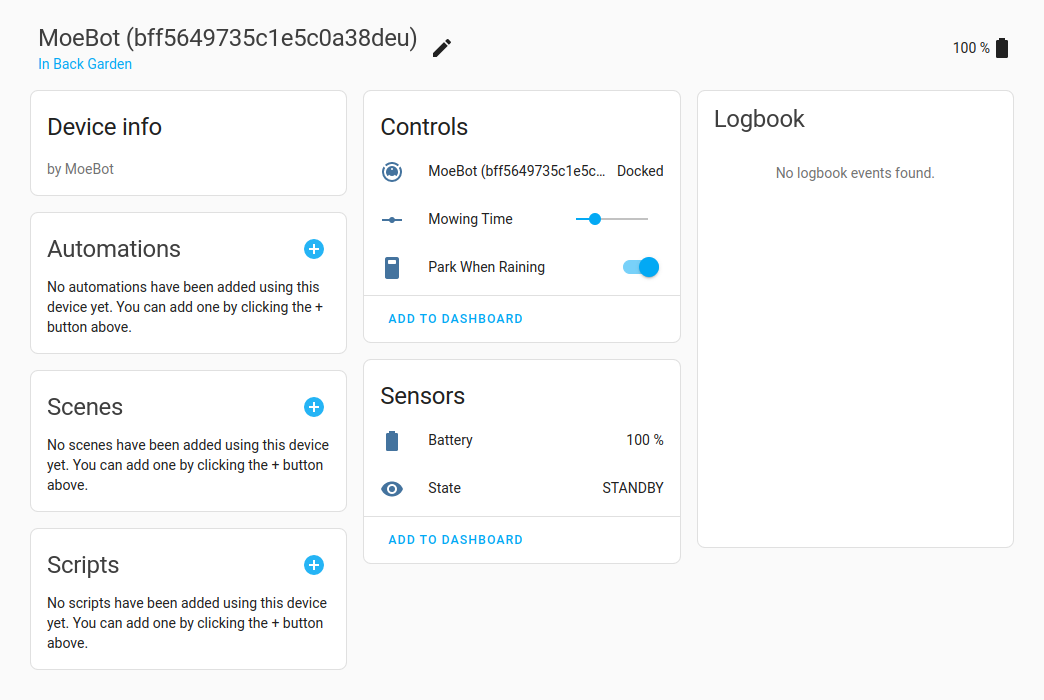 MoeBot (bff5649735c1e5c0a38deu)
In Back Garden
100 %
Device info
by MoeBot
Automations
No automations have been added using this
device yet. You can add one by clicking the +
button above.
Scenes
No scenes have been added using this device
yet. You can add one by clicking the + button
above.
Scripts
No scripts have been added using this device
yet. You can add one by clicking the + button
above.
Controls
MoeBot (bff5649735c1e5c... Docked
Mowing Time
Park When Raining
ADD TO DASHBOARD
Sensors
Battery 100 %
State STANDBY
ADD TO DASHBOARD
Logbook
No logbook events found.